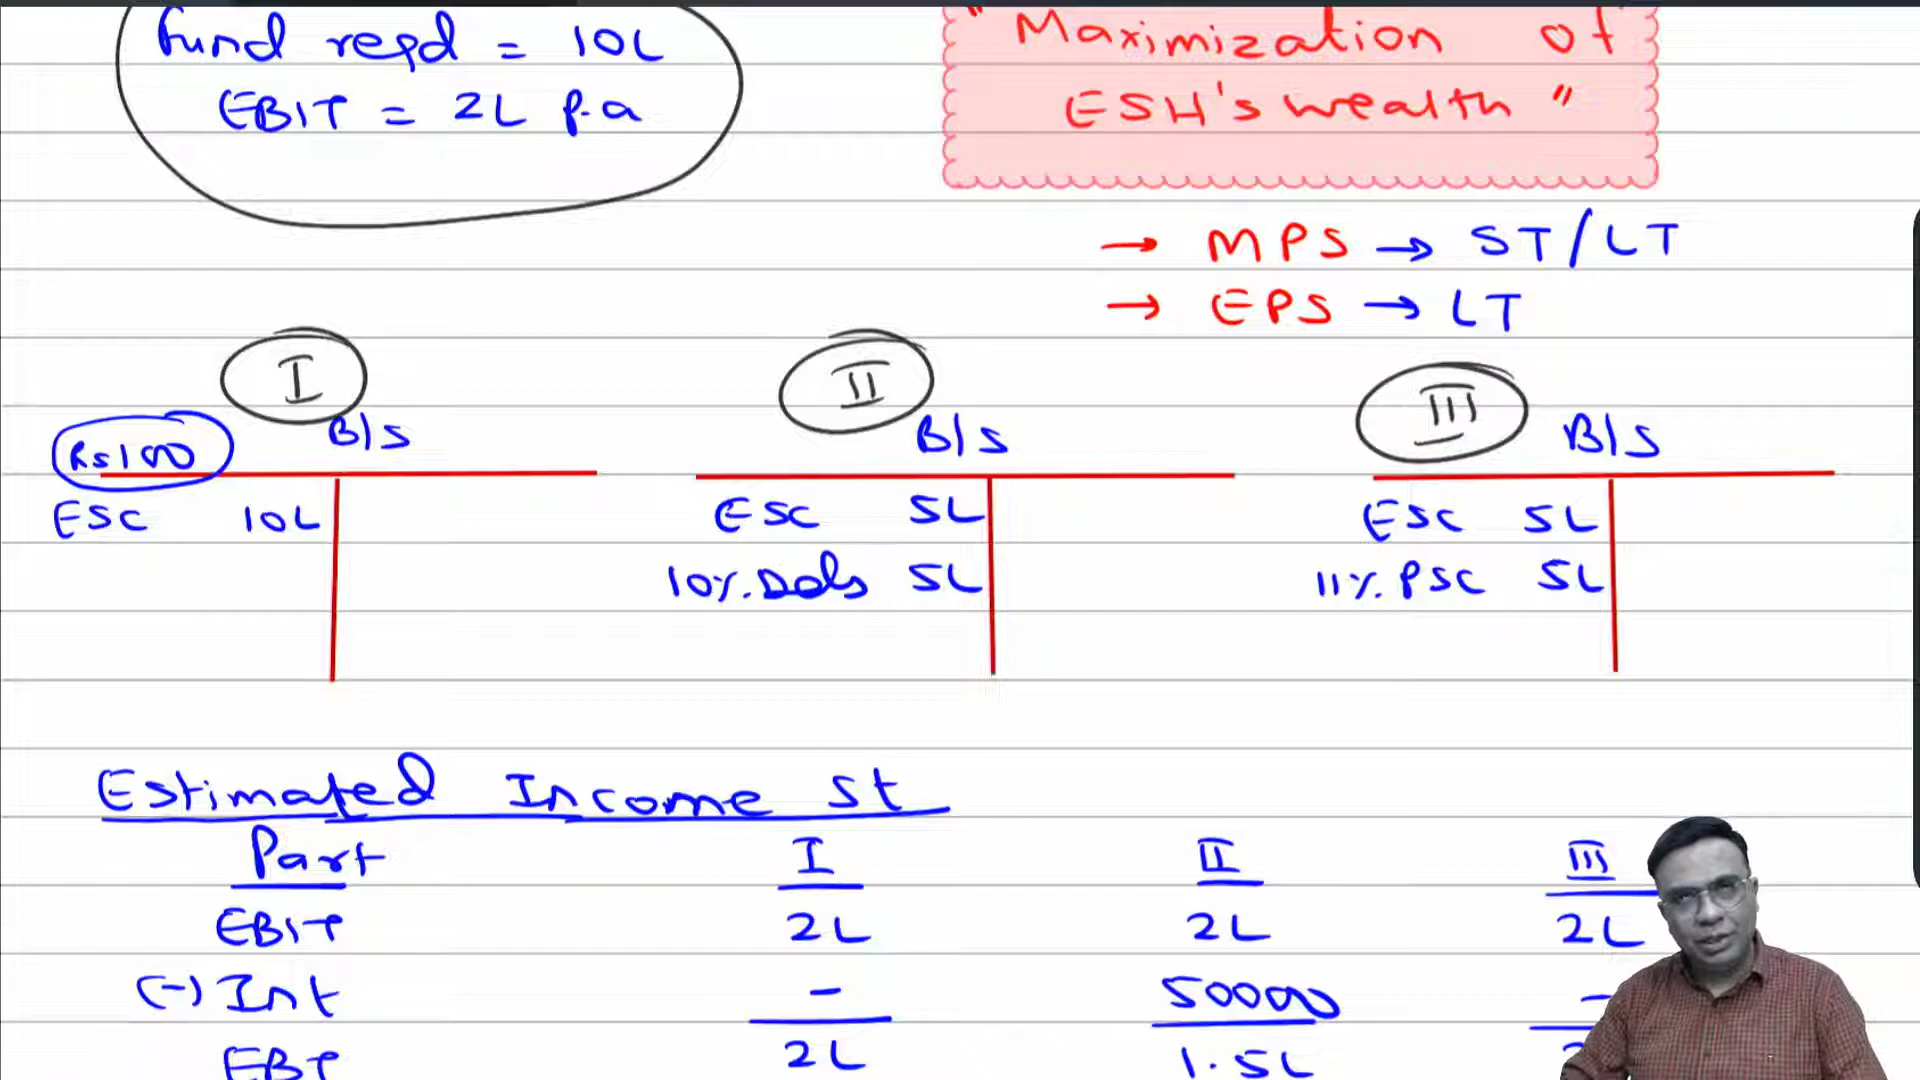 Fund reqd = 10L
EBIT = 2L p.a
"Maximization of
ESH's wealth"
→ MPS → ST/LT
→ EPS → LT
I
II
III
B/S
B/S
B/S
Rs 100
ESC 10L
ESC 5L
ESC 5L
10%. Debs 5L
11%. PSC 5L
Estimated Income St
Part I II III
EBIT 2L 2L 2L
(-) Int - 50000 -
EBT 2L 1.5L